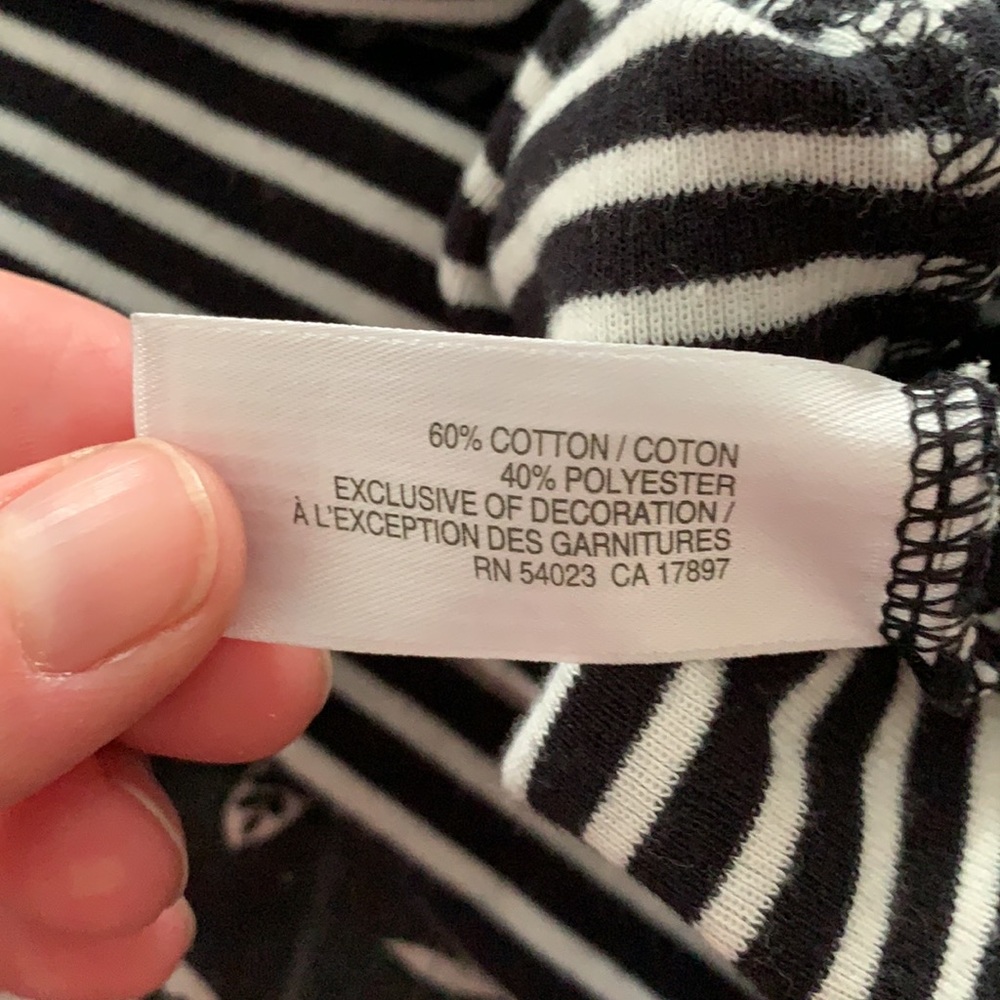 60% COTTON / COTON
40% POLYESTER
EXCLUSIVE OF DECORATION /
À L'EXCEPTION DES GARNITURES
RN 54023 CA 17897